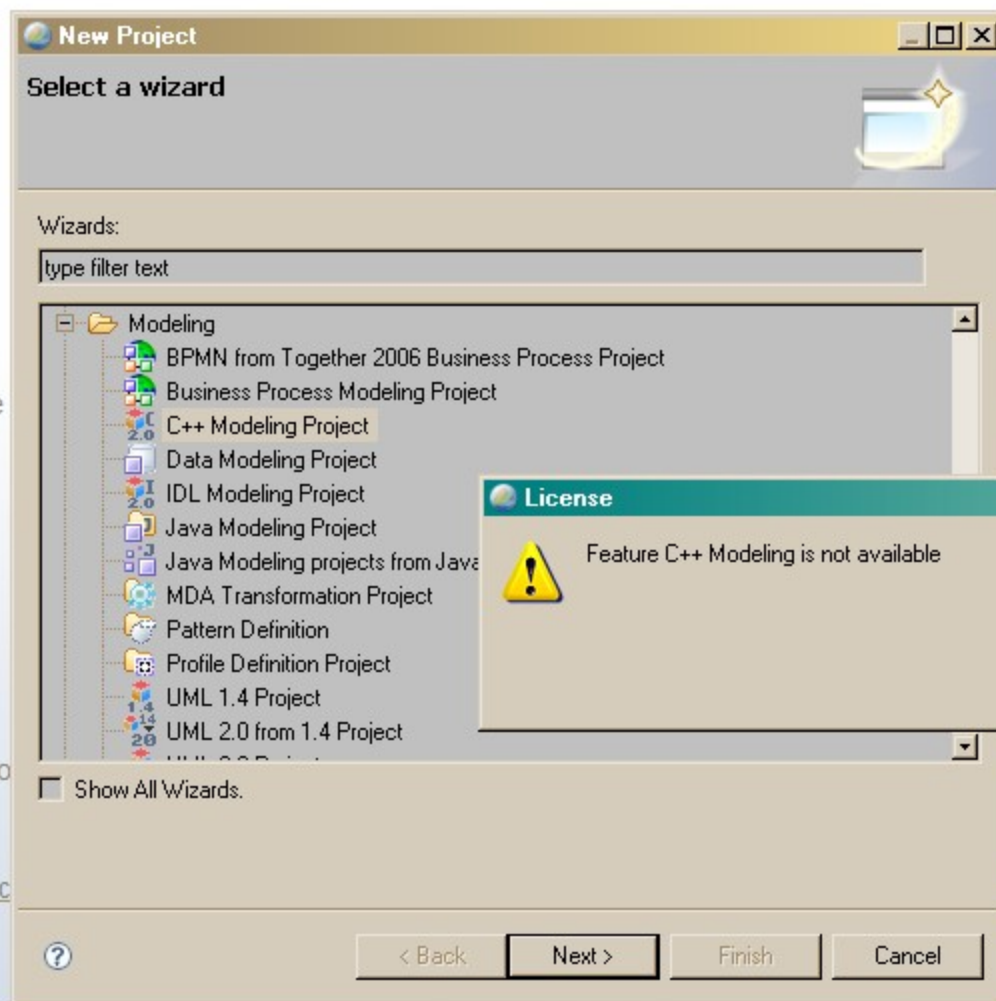 New Project
Select a wizard
Wizards:
type filter text
Modeling
BPMN from Together 2006 Business Process Project
Business Process Modeling Project
C++ Modeling Project
Data Modeling Project
IDL Modeling Project
Java Modeling Project
Java Modeling projects from Java
MDA Transformation Project
Pattern Definition
Profile Definition Project
UML 1.4 Project
UML 2.0 from 1.4 Project
License
Feature C++ Modeling is not available
Show All Wizards.
< Back
Next >
Finish
Cancel